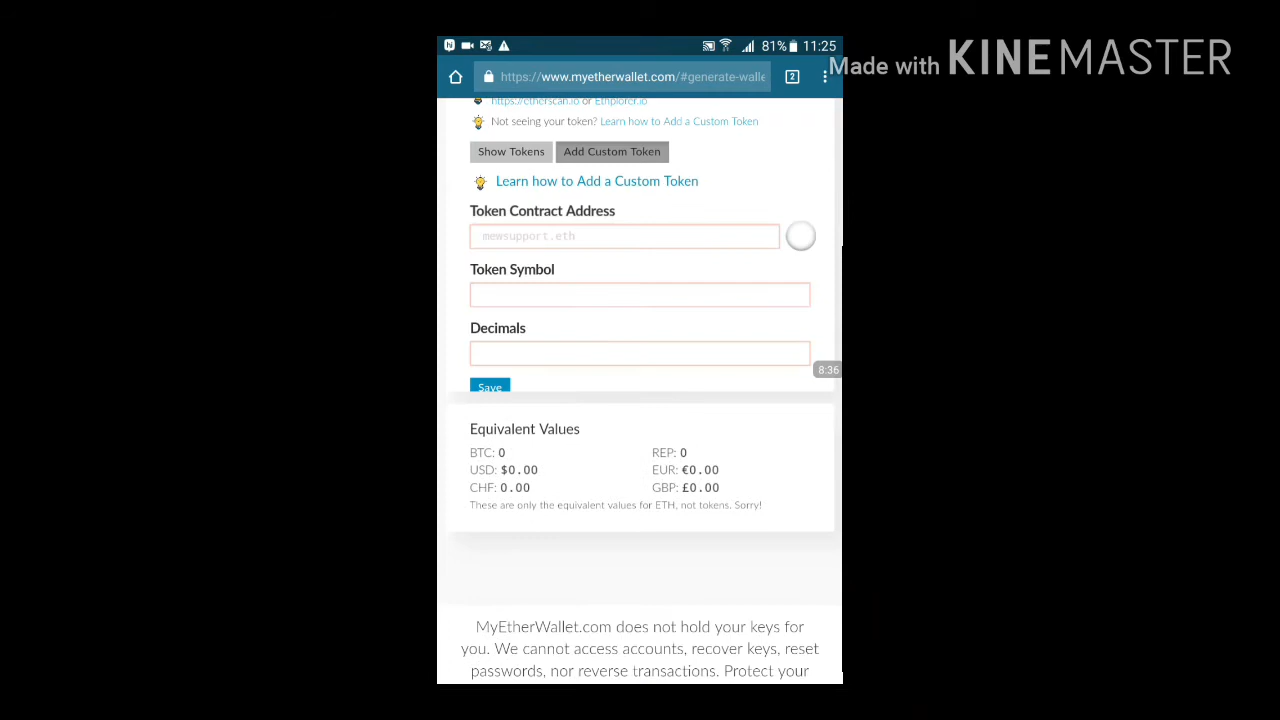 81% 11:25
Made with KINEMASTER
https://www.myetherwallet.com/#generate-walle
2
https://etherscan.io or Ethplorer.io
Not seeing your token? Learn how to Add a Custom Token
Show Tokens Add Custom Token
Learn how to Add a Custom Token
Token Contract Address
mewsupport.eth
Token Symbol
Decimals
8:36
Save
Equivalent Values
BTC: 0 REP: 0
USD: $0.00 EUR: €0.00
CHF: 0.00 GBP: £0.00
These are only the equivalent values for ETH, not tokens. Sorry!
MyEtherWallet.com does not hold your keys for
you. We cannot access accounts, recover keys, reset
passwords, nor reverse transactions. Protect your